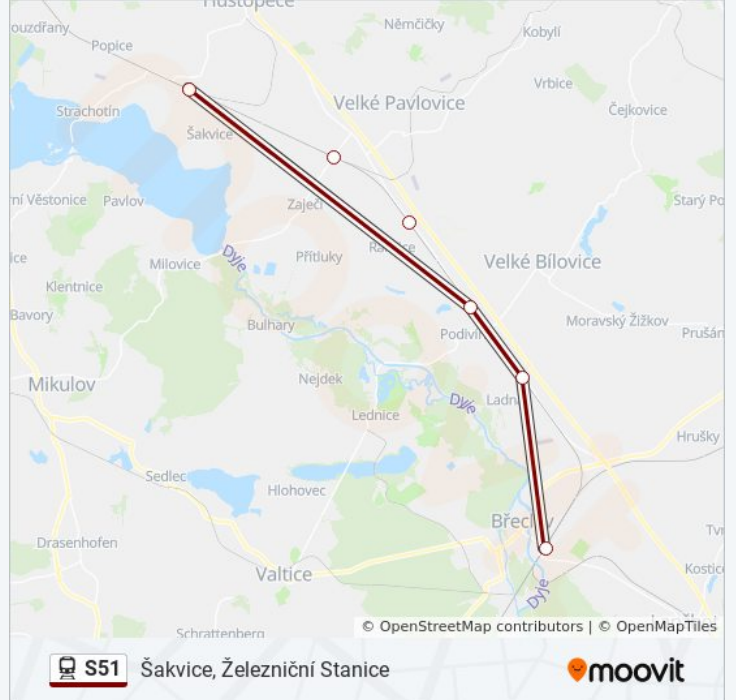 Hustopeče
ouzdřany
Popice
Němčičky
Kobylí
Vrbice
Strachotín
Velké Pavlovice
Čejkovice
Šakvice
ní Věstonice
Pavlov
Zaječí
Starý Po
Rakvice
ice
Milovice
Dyje
Přítluky
Velké Bílovice
Klentnice
Bavory
Bulhary
Podivín
Moravský Žižkov
Prušán
Mikulov
Nejdek
Lednice
Dyje
Ladná
Hrušky
Sedlec
Hlohovec
Břeclav
Drasenhofen
Valtice
Dyje
Tvr
Kostic
Schrattenberg
© OpenStreetMap contributors | © OpenMapTiles
S51 Šakvice, Železniční Stanice
moovit